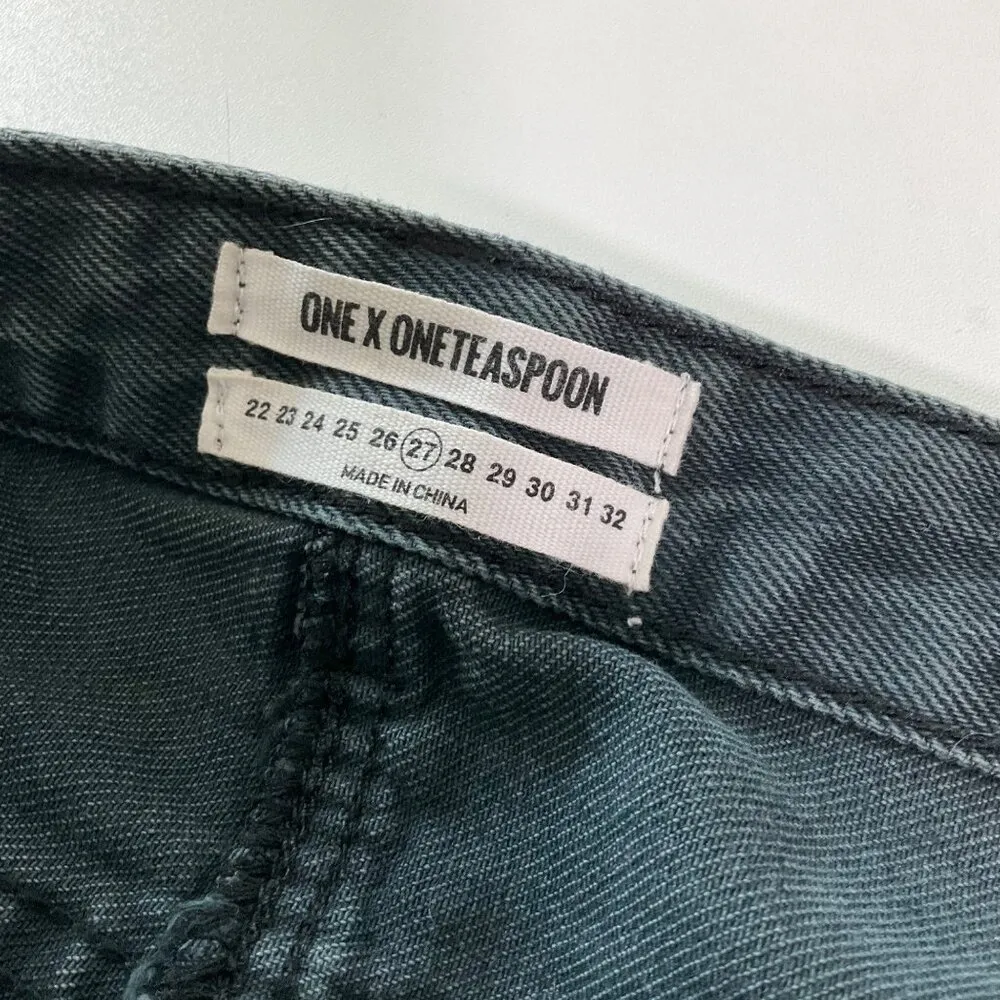 ONE X ONETEASPOON
22 23 24 25 26 27 28 29 30 31 32
MADE IN CHINA